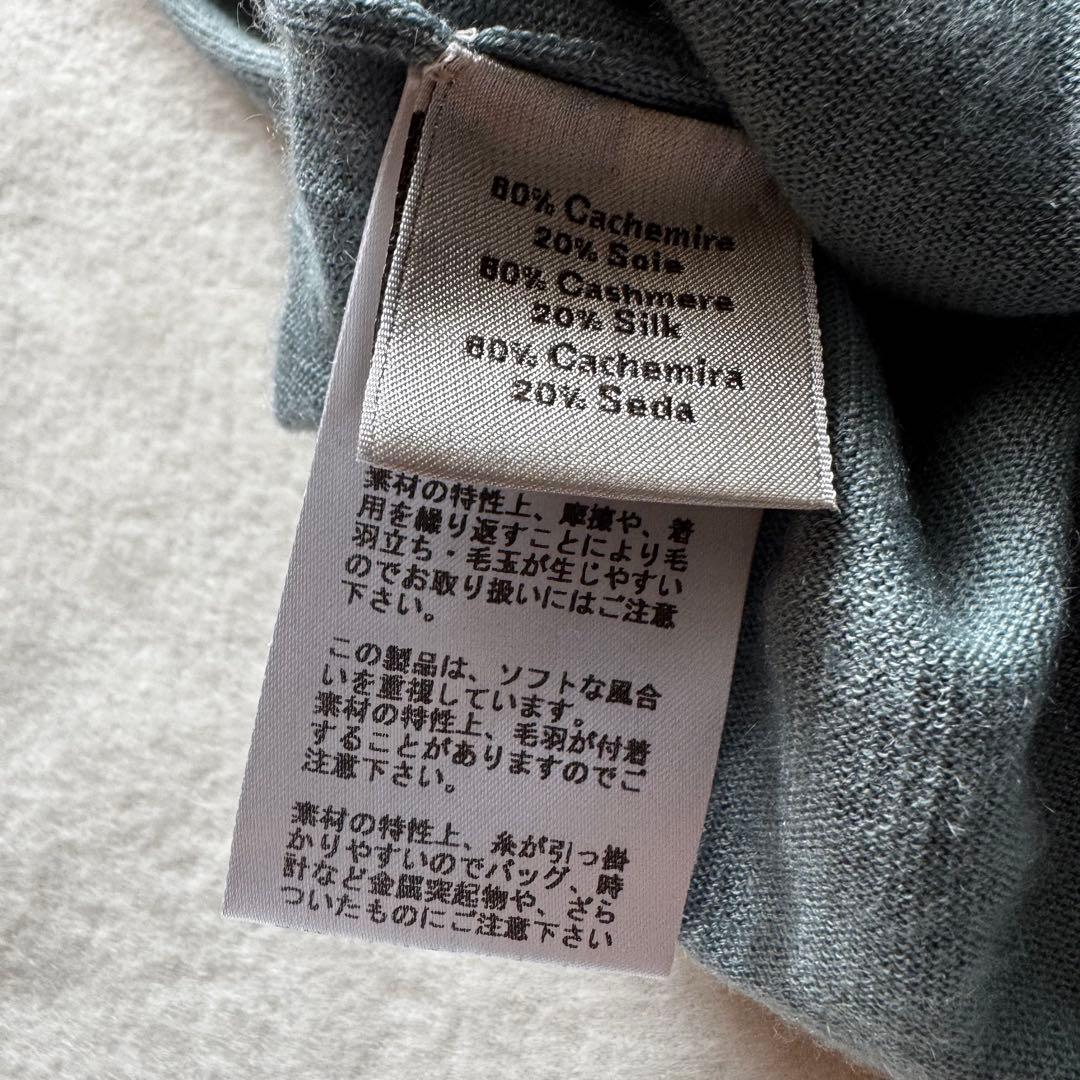 80% Cachemire
20% Soie
80% Cashmere
20% Silk
80% Cachemira
20% Seda
素材の特性上、摩擦や、着
用を繰り返すことにより毛
羽立ち・毛玉が生じやすい
のでお取り扱いにはご注意
下さい。
この製品は、ソフトな風合
いを重視しています。
素材の特性上、毛羽が付着
することがありますのでご
注意下さい。
素材の特性上、糸が引っ掛
かりやすいのでバッグ、時
計など金属突起物や、ざら
ついたものにご注意下さい